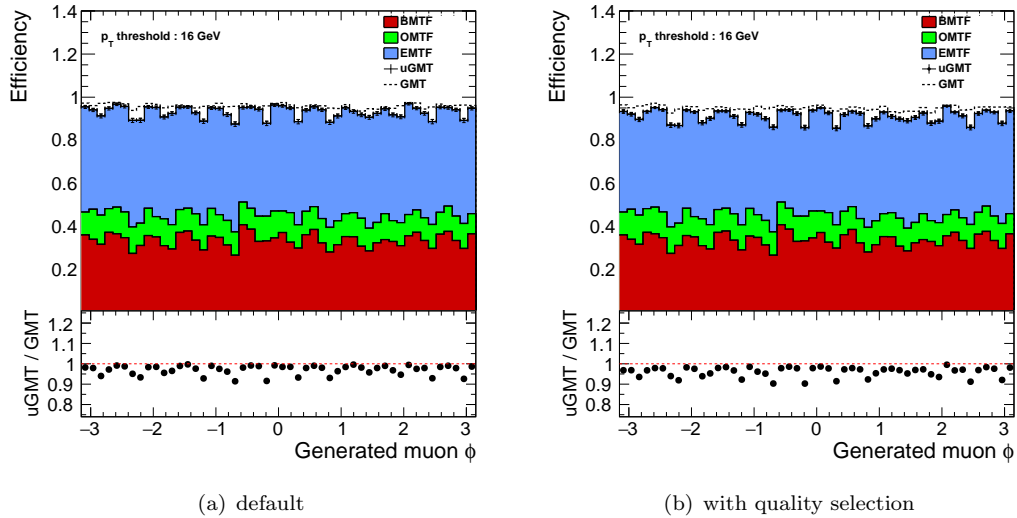 Efficiency
1.4
1.2
1
0.8
0.6
0.4
0.2
p_T threshold : 16 GeV
BMTF
OMTF
EMTF
uGMT
GMT
uGMT / GMT
1.2
1.1
1
0.9
0.8
−3 −2 −1 0 1 2 3
Generated muon ϕ
(a) default
Efficiency
1.4
1.2
1
0.8
0.6
0.4
0.2
p_T threshold : 16 GeV
BMTF
OMTF
EMTF
uGMT
GMT
uGMT / GMT
1.2
1.1
1
0.9
0.8
−3 −2 −1 0 1 2 3
Generated muon ϕ
(b) with quality selection